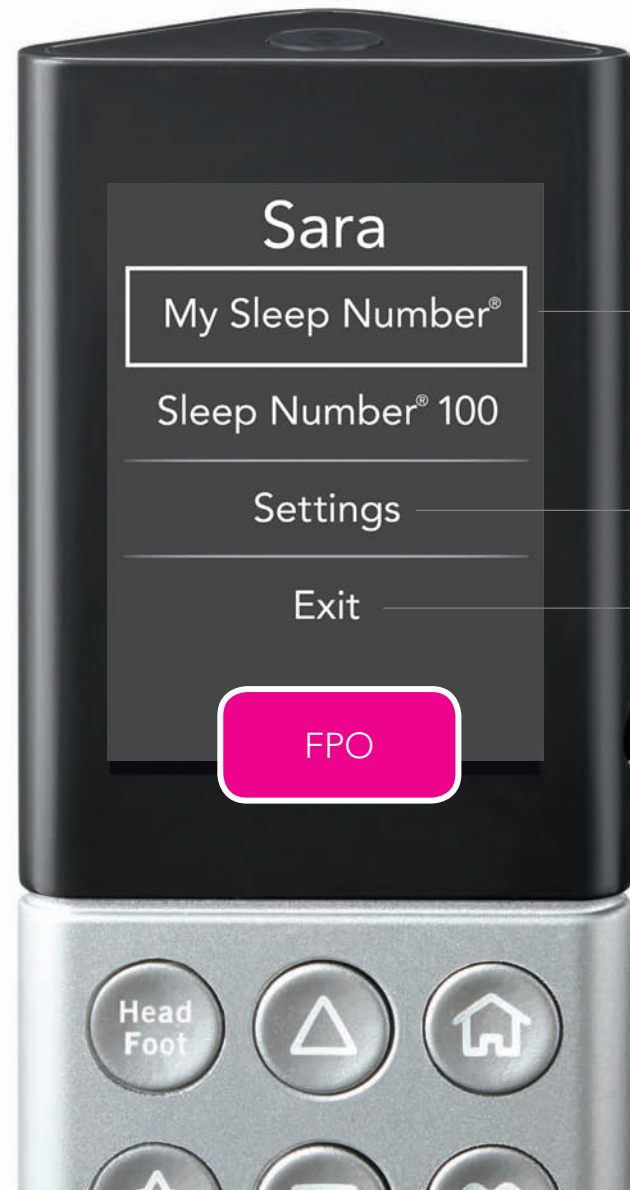 Sara
My Sleep Number®
Sleep Number® 100
Settings
Exit
FPO
Head
Foot